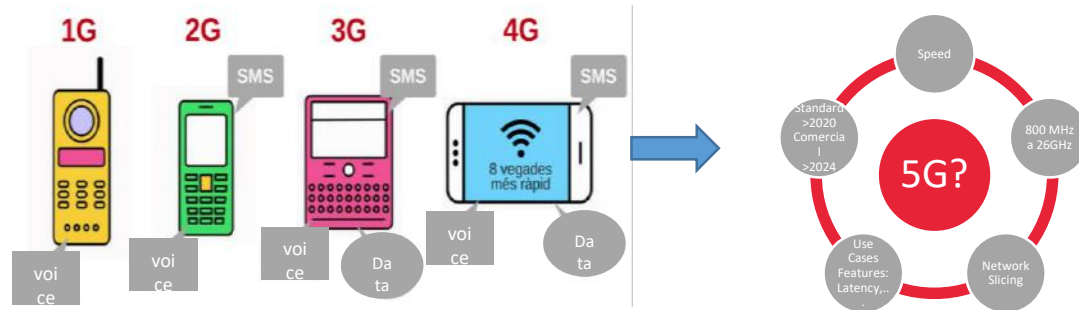 1G
2G
3G
4G
SMS
SMS
SMS
8 vegades
més ràpid
voi
ce
voi
ce
voi
ce
Da
ta
voi
ce
Da
ta
5G?
Speed
800 MHz
a 26GHz
Network
Slicing
Use
Cases
Features:
Latency,..
.
Standard
>2020
Comercia
l
>2024